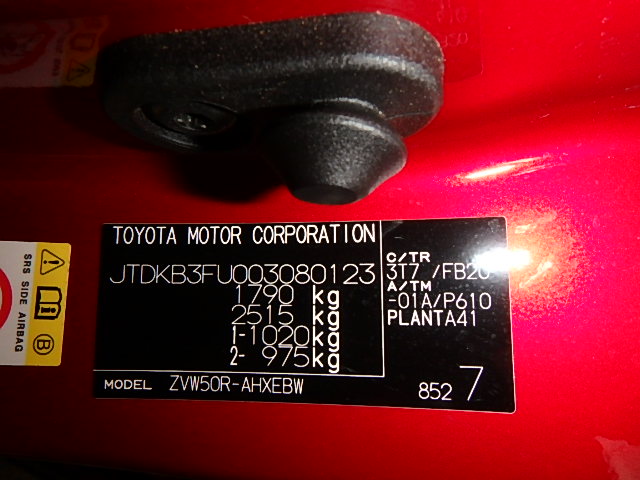 TOYOTA MOTOR CORPORATION
JTDKB3FU003080123
1790 kg
2515 kg
1-1020kg
2- 975kg
C/TR
3T7 /FB20
A/TM
-01A/P610
PLANTA41
MODEL ZVW50R-AHXEBW
852 7
SRS SIDE AIRBAG
B